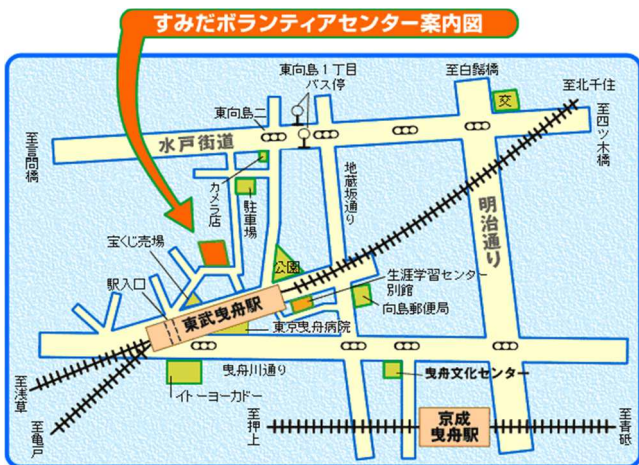 すみだボランティアセンター案内図
東向島1丁目
バス停
至白鬚橋
至北千住
交
東向島二
至四ツ木橋
水戸街道
至言問橋
地蔵坂通り
カメラ店
駐車場
明治通り
宝くじ売場
公園
生涯学習センター
別館
駅入口
東武曳舟駅
向島郵便局
東京曳舟病院
曳舟川通り
曳舟文化センター
イトーヨーカドー
至浅草
至亀戸
至押上
京成
曳舟駅
至青砥